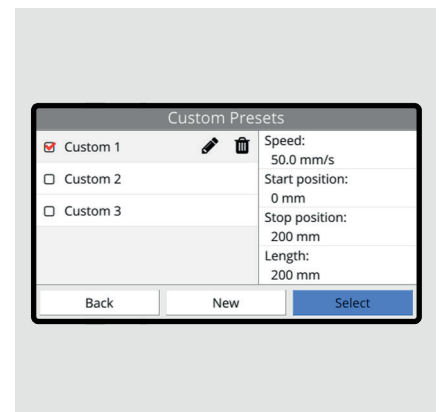 Custom Presets
Custom 1
Custom 2
Custom 3
Speed:
50.0 mm/s
Start position:
0 mm
Stop position:
200 mm
Length:
200 mm
Back
New
Select